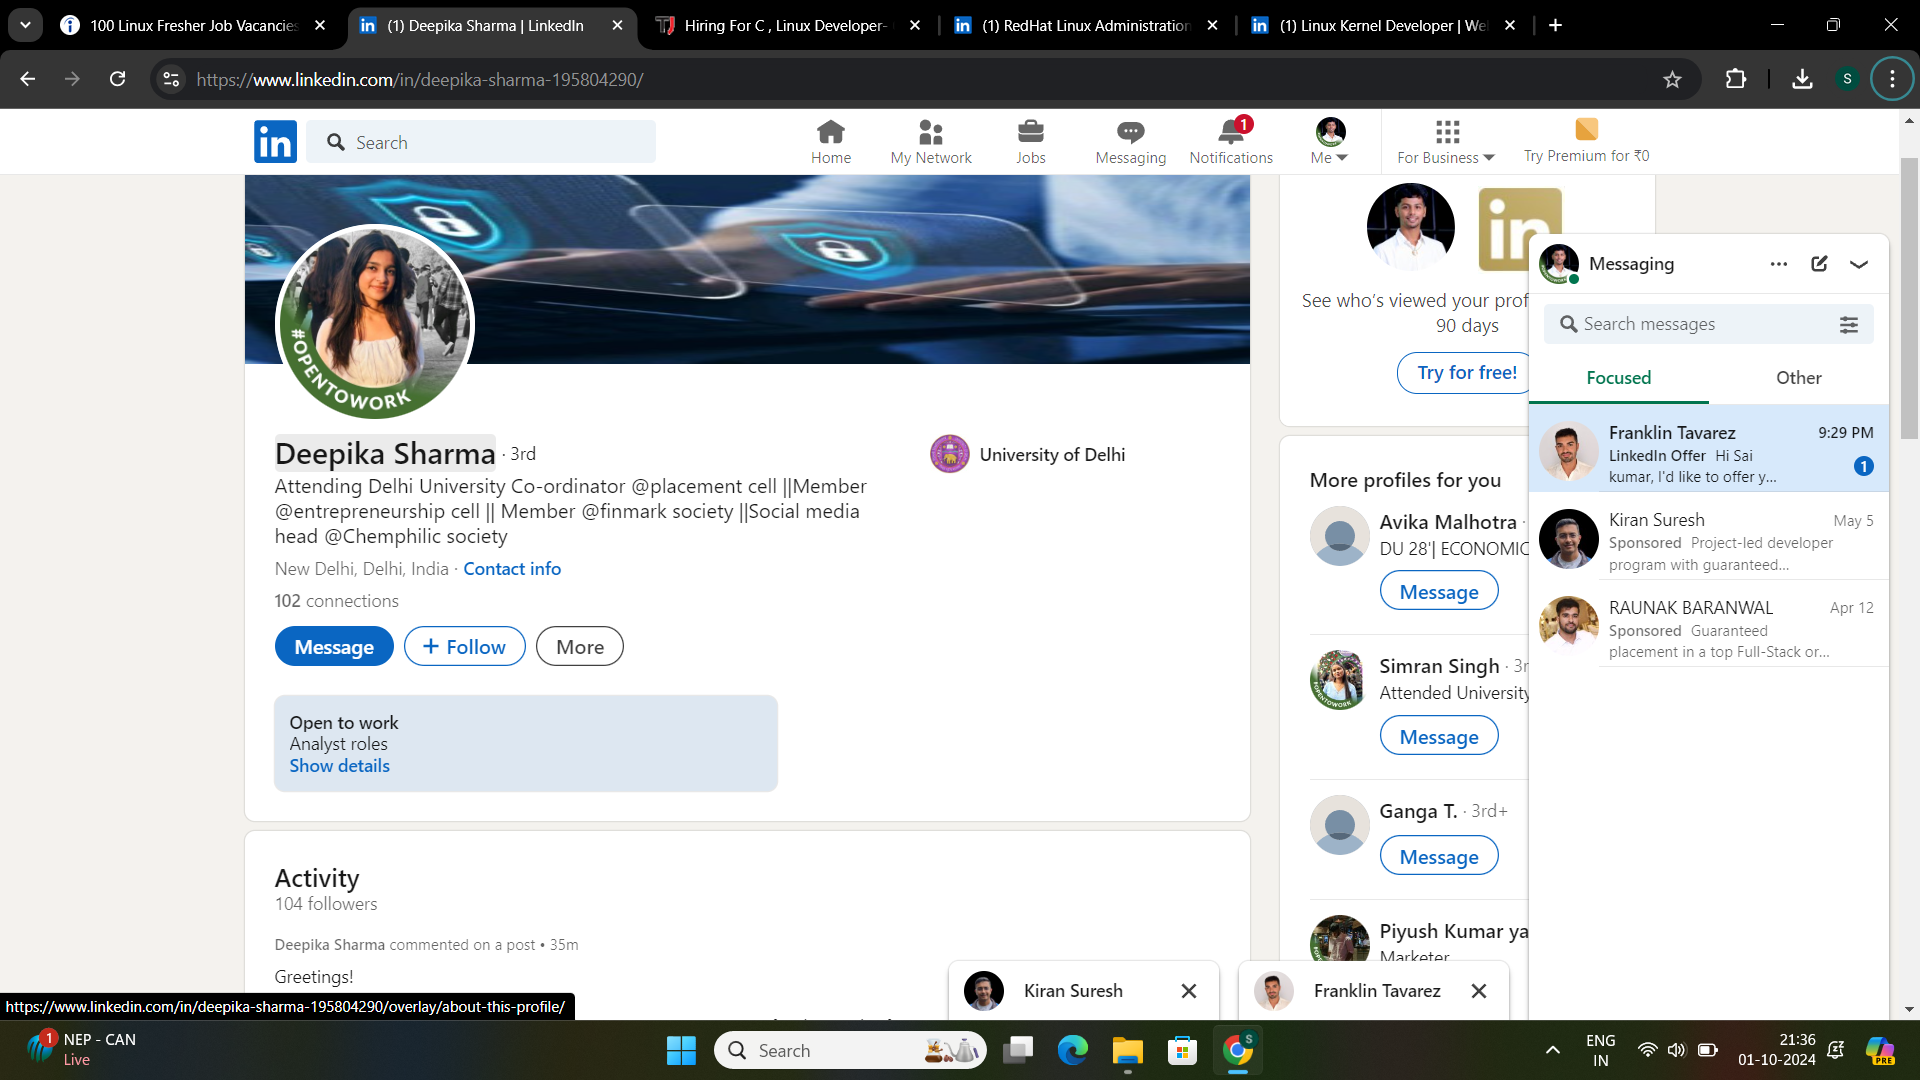 100 Linux Fresher Job Vacancies
(1) Deepika Sharma | LinkedIn
Hiring For C , Linux Developer-
(1) RedHat Linux Administration
(1) Linux Kernel Developer | We
https://www.linkedin.com/in/deepika-sharma-195804290/
S
in
Search
Home
My Network
Jobs
Messaging
1
Notifications
Me
For Business
Try Premium for ₹0
#OPENTOWORK
Deepika Sharma · 3rd
Attending Delhi University Co-ordinator @placement cell ||Member
@entrepreneurship cell || Member @finmark society ||Social media
head @Chemphilic society
New Delhi, Delhi, India · Contact info
102 connections
University of Delhi
Message
+ Follow
More
Open to work
Analyst roles
Show details
Activity
104 followers
Deepika Sharma commented on a post • 35m
Greetings!
https://www.linkedin.com/in/deepika-sharma-195804290/overlay/about-this-profile/
in
See who's viewed your prof
90 days
Try for free!
More profiles for you
Avika Malhotra ·
DU 28'| ECONOMIC
Message
Simran Singh · 3r
Attended University
Message
Ganga T. · 3rd+
Message
Piyush Kumar ya
Marketer
Messaging
Search messages
Focused
Other
Franklin Tavarez
9:29 PM
LinkedIn Offer Hi Sai
kumar, I'd like to offer y...
1
Kiran Suresh
May 5
Sponsored Project-led developer
program with guaranteed...
RAUNAK BARANWAL
Apr 12
Sponsored Guaranteed
placement in a top Full-Stack or...
Kiran Suresh
Franklin Tavarez
1
NEP - CAN
Live
Search
S
ENG
IN
21:36
01-10-2024
PRE